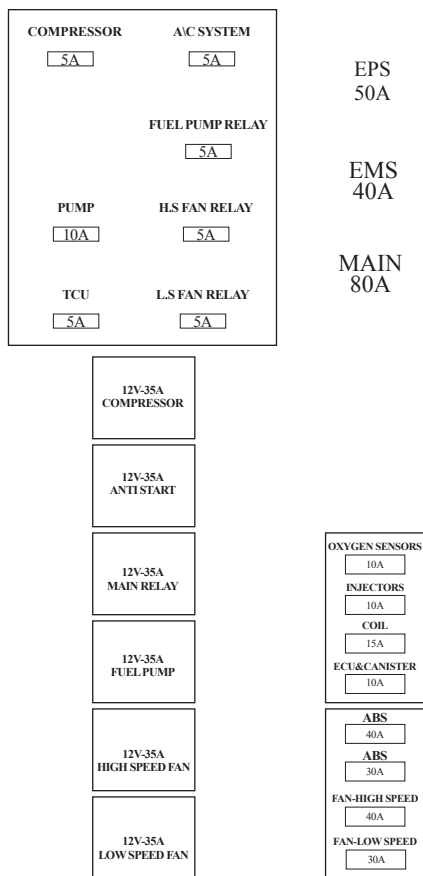 COMPRESSOR
5A
A\C SYSTEM
5A
FUEL PUMP RELAY
5A
PUMP
10A
H.S FAN RELAY
5A
TCU
5A
L.S FAN RELAY
5A
EPS
50A
EMS
40A
MAIN
80A
12V-35A
COMPRESSOR
12V-35A
ANTI START
12V-35A
MAIN RELAY
12V-35A
FUEL PUMP
12V-35A
HIGH SPEED FAN
12V-35A
LOW SPEED FAN
OXYGEN SENSORS
10A
INJECTORS
10A
COIL
15A
ECU&CANISTER
10A
ABS
40A
ABS
30A
FAN-HIGH SPEED
40A
FAN-LOW SPEED
30A